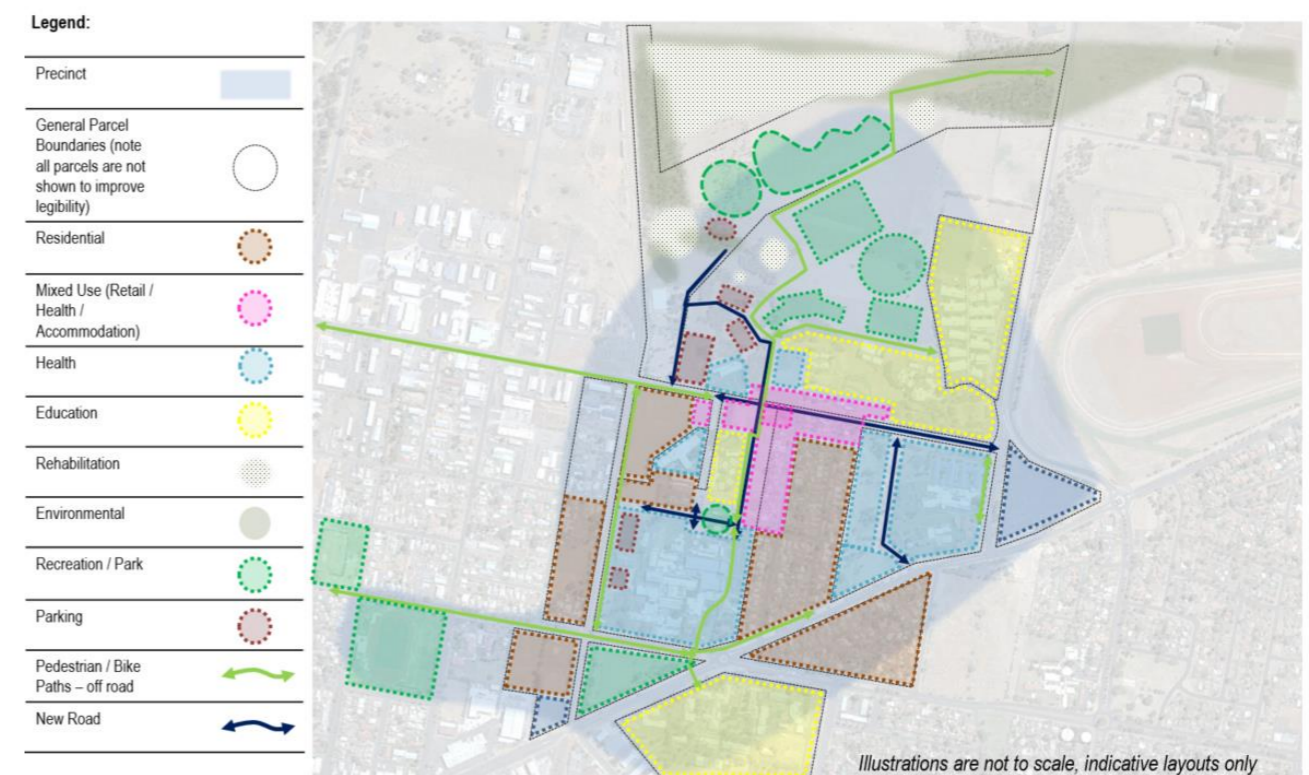 Legend:
Precinct
General Parcel
Boundaries (note
all parcels are not
shown to improve
legibility)
Residential
Mixed Use (Retail /
Health /
Accommodation)
Health
Education
Rehabilitation
Environmental
Recreation / Park
Parking
Pedestrian / Bike
Paths – off road
New Road
Illustrations are not to scale, indicative layouts only